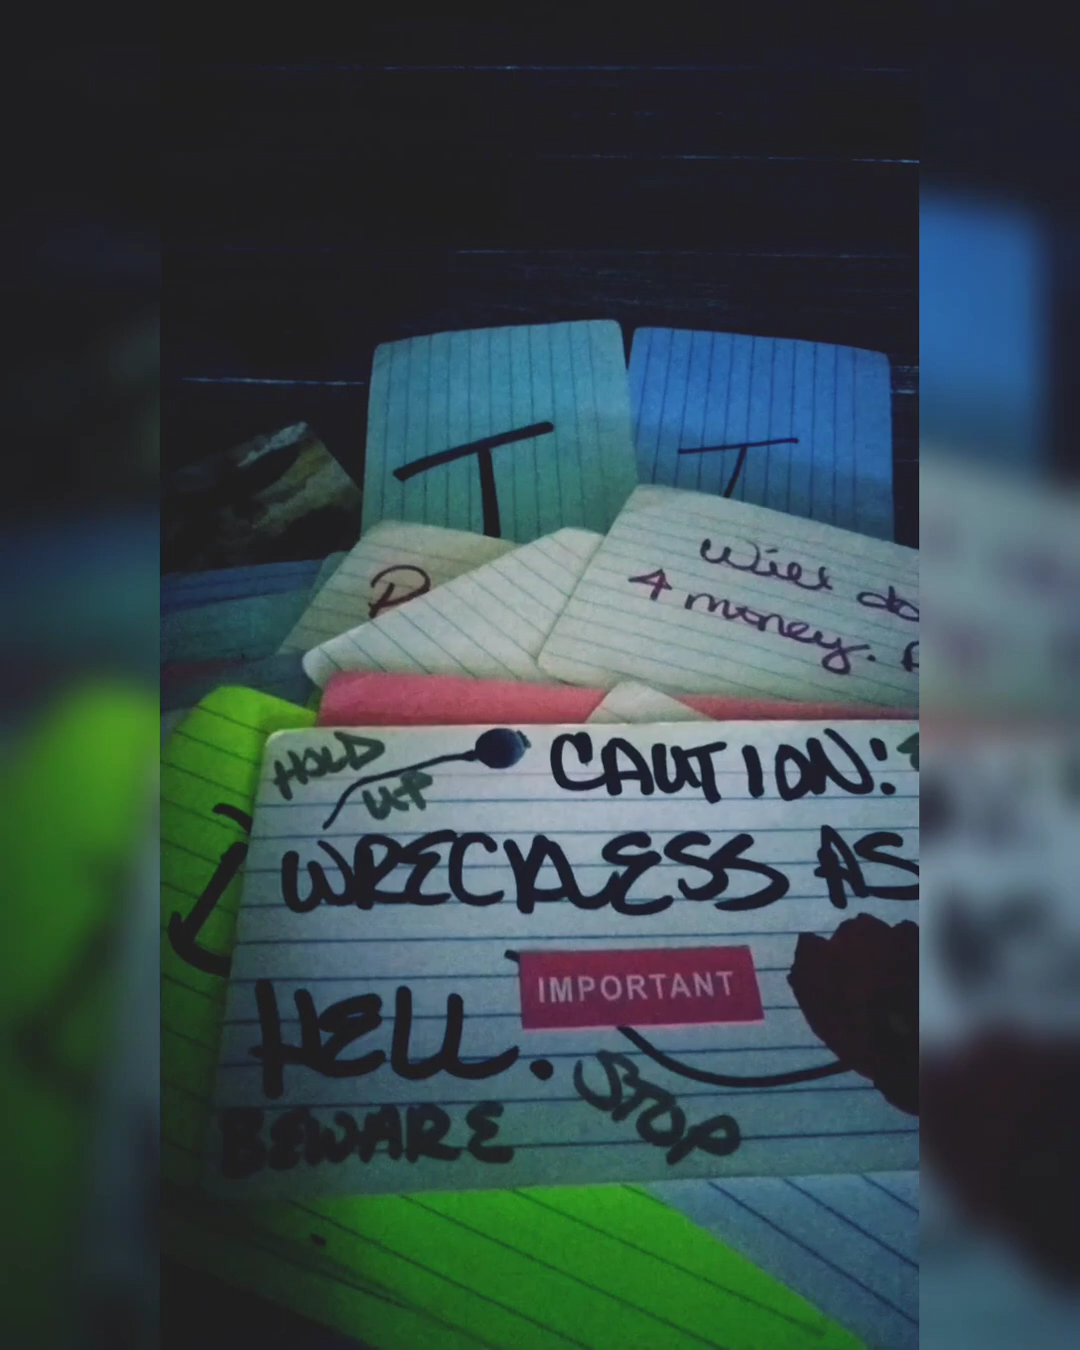 T T
Will do
4 money.
P
HOLD
UP
CAUTION!
WRECKLESS AS
IMPORTANT
HELL.
STOP
BEWARE